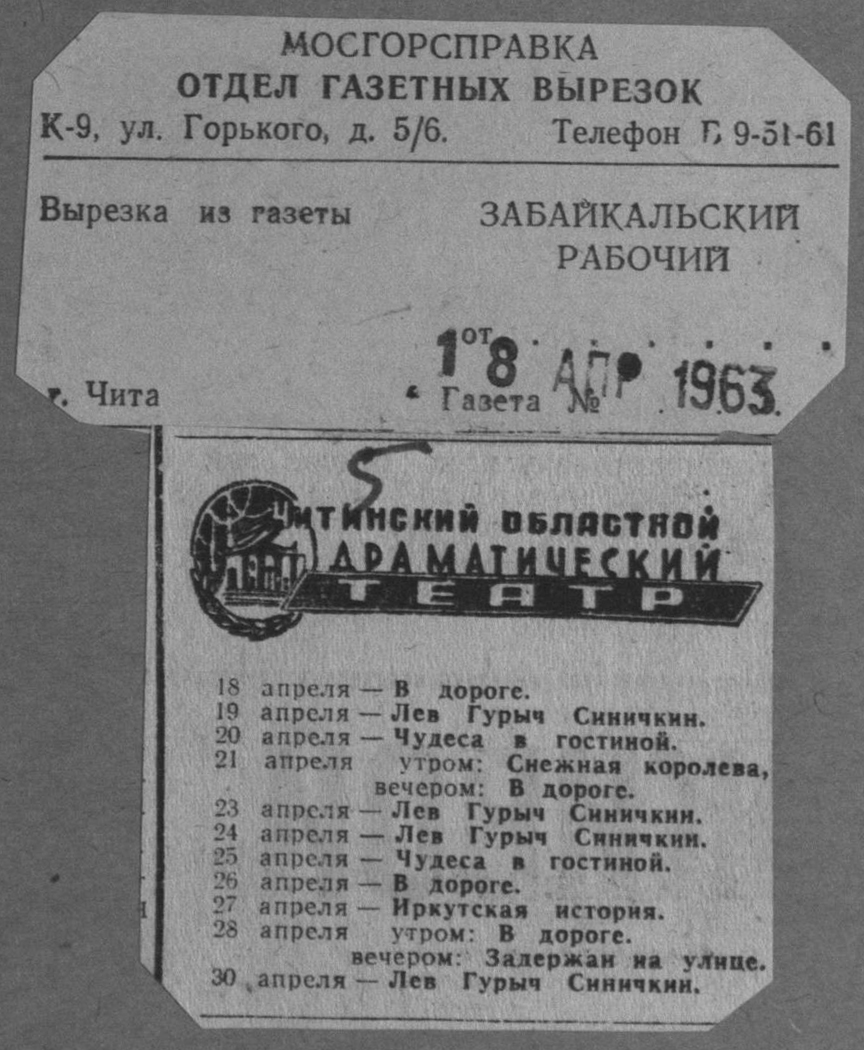 МОСГОРСПРАВКА
ОТДЕЛ ГАЗЕТНЫХ ВЫРЕЗОК
К-9, ул. Горького, д. 5/6. Телефон Б 9-51-61
Вырезка из газеты ЗАБАЙКАЛЬСКИЙ
РАБОЧИЙ
от
18 АПР 1963
г. Чита Газета №
5
ЧИТИНСКИЙ ОБЛАСТНОЙ
ДРАМАТИЧЕСКИЙ
ТЕАТР
18 апреля — В дороге.
19 апреля — Лев Гурыч Синичкин.
20 апреля — Чудеса в гостиной.
21 апреля утром: Снежная королева,
вечером: В дороге.
23 апреля — Лев Гурыч Синичкин.
24 апреля — Лев Гурыч Синичкин.
25 апреля — Чудеса в гостиной.
26 апреля — В дороге.
27 апреля — Иркутская история.
28 апреля утром: В дороге.
вечером: Задержан на улице.
30 апреля — Лев Гурыч Синичкин.